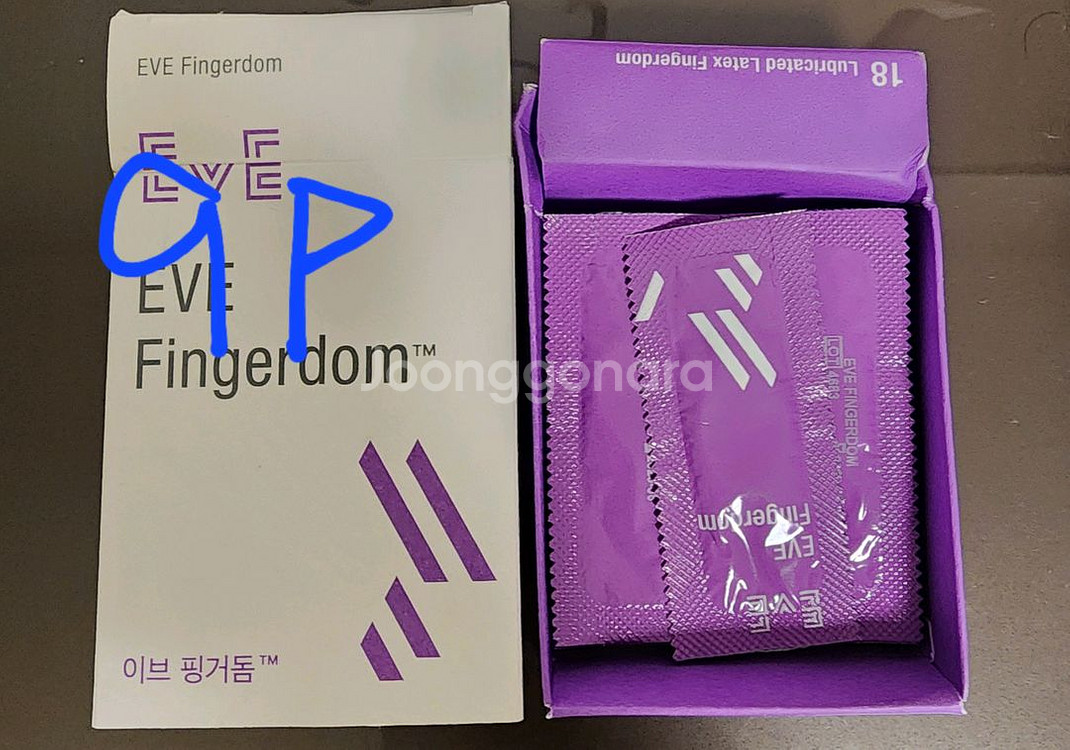 EVE Fingerdom
EVE
9P
EVE
Fingerdom™
이브 핑거돔™
Joonggonara
18 Lubricated Latex Fingerdom
EVE FINGERDOM
EVE
Fingerdom
EVE